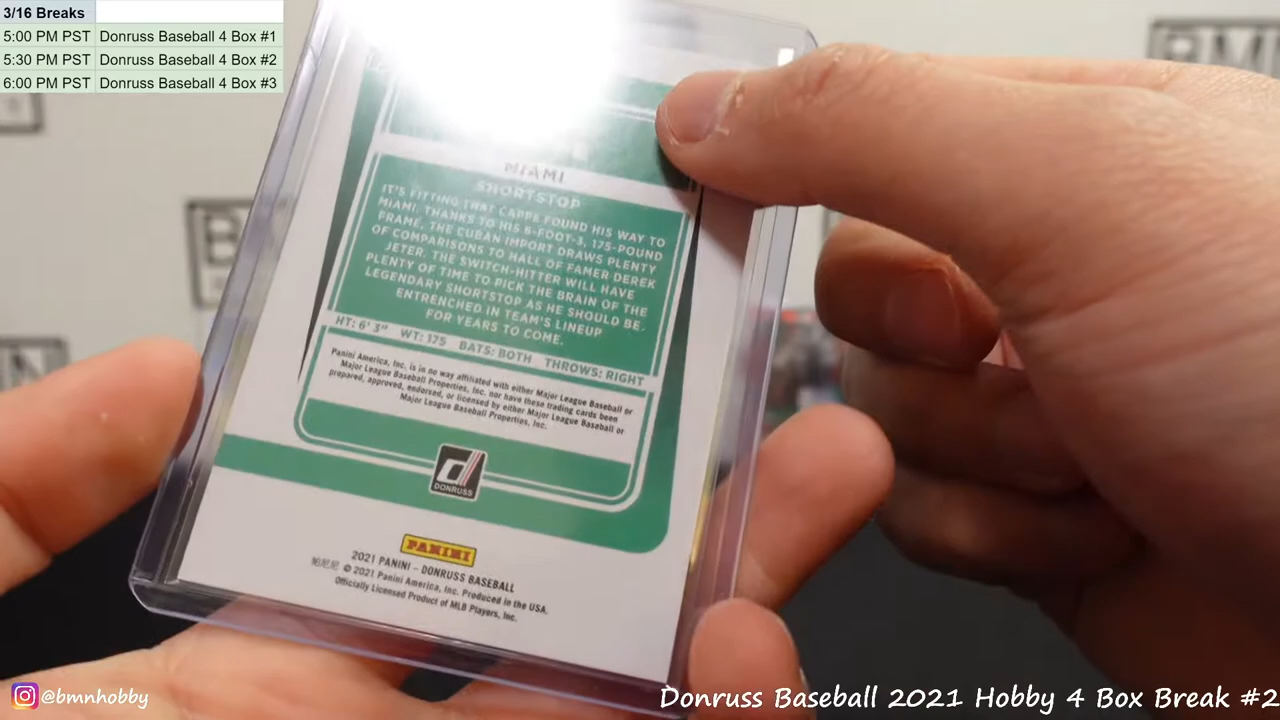 3/16 Breaks
5:00 PM PST Donruss Baseball 4 Box #1
5:30 PM PST Donruss Baseball 4 Box #2
6:00 PM PST Donruss Baseball 4 Box #3
MIAMI
SHORTSTOP
IT'S FITTING THAT CAPPE FOUND HIS WAY TO
MIAMI. THANKS TO HIS 6-FOOT-3, 175-POUND
FRAME, THE CUBAN IMPORT DRAWS PLENTY
OF COMPARISONS TO HALL OF FAMER DEREK
JETER. THE SWITCH-HITTER WILL HAVE
PLENTY OF TIME TO PICK THE BRAIN OF THE
LEGENDARY SHORTSTOP AS HE SHOULD BE
ENTRENCHED IN TEAM'S LINEUP
FOR YEARS TO COME.
HT: 6' 3" WT: 175 BATS: BOTH THROWS: RIGHT
Panini America, Inc. is in no way affiliated with either Major League Baseball or
Major League Baseball Properties, Inc. nor have these trading cards been
prepared, approved, endorsed, or licensed by either Major League Baseball or
Major League Baseball Properties, Inc.
d
DONRUSS
PANINI
2021 PANINI - DONRUSS BASEBALL
帕尼尼 © 2021 Panini America, Inc. Produced in the USA.
Officially Licensed Product of MLB Players, Inc.
@bmnhobby
Donruss Baseball 2021 Hobby 4 Box Break #2